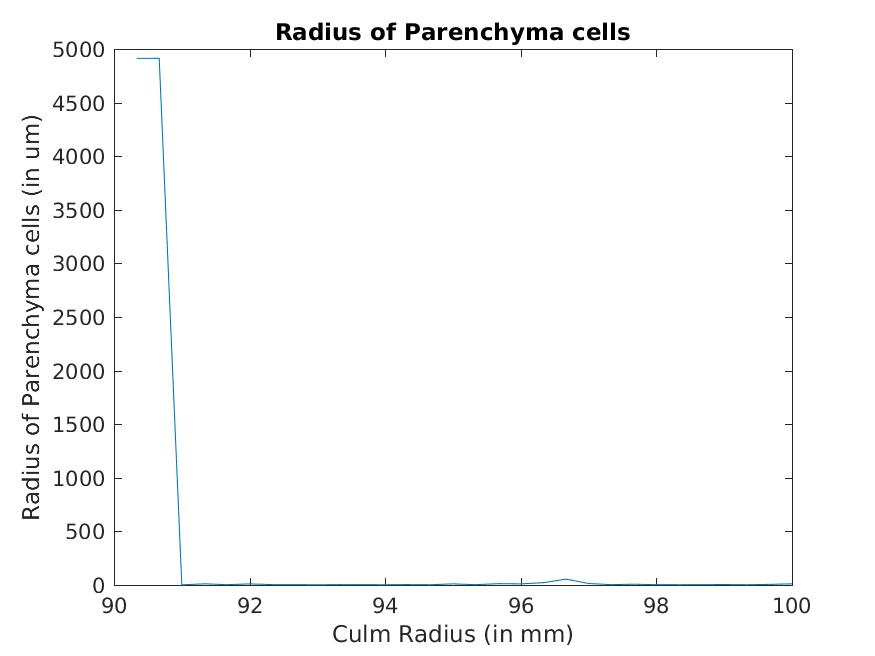 Radius of Parenchyma cells
5000
4500
4000
3500
3000
2500
2000
1500
1000
500
0
Radius of Parenchyma cells (in um)
90 92 94 96 98 100
Culm Radius (in mm)